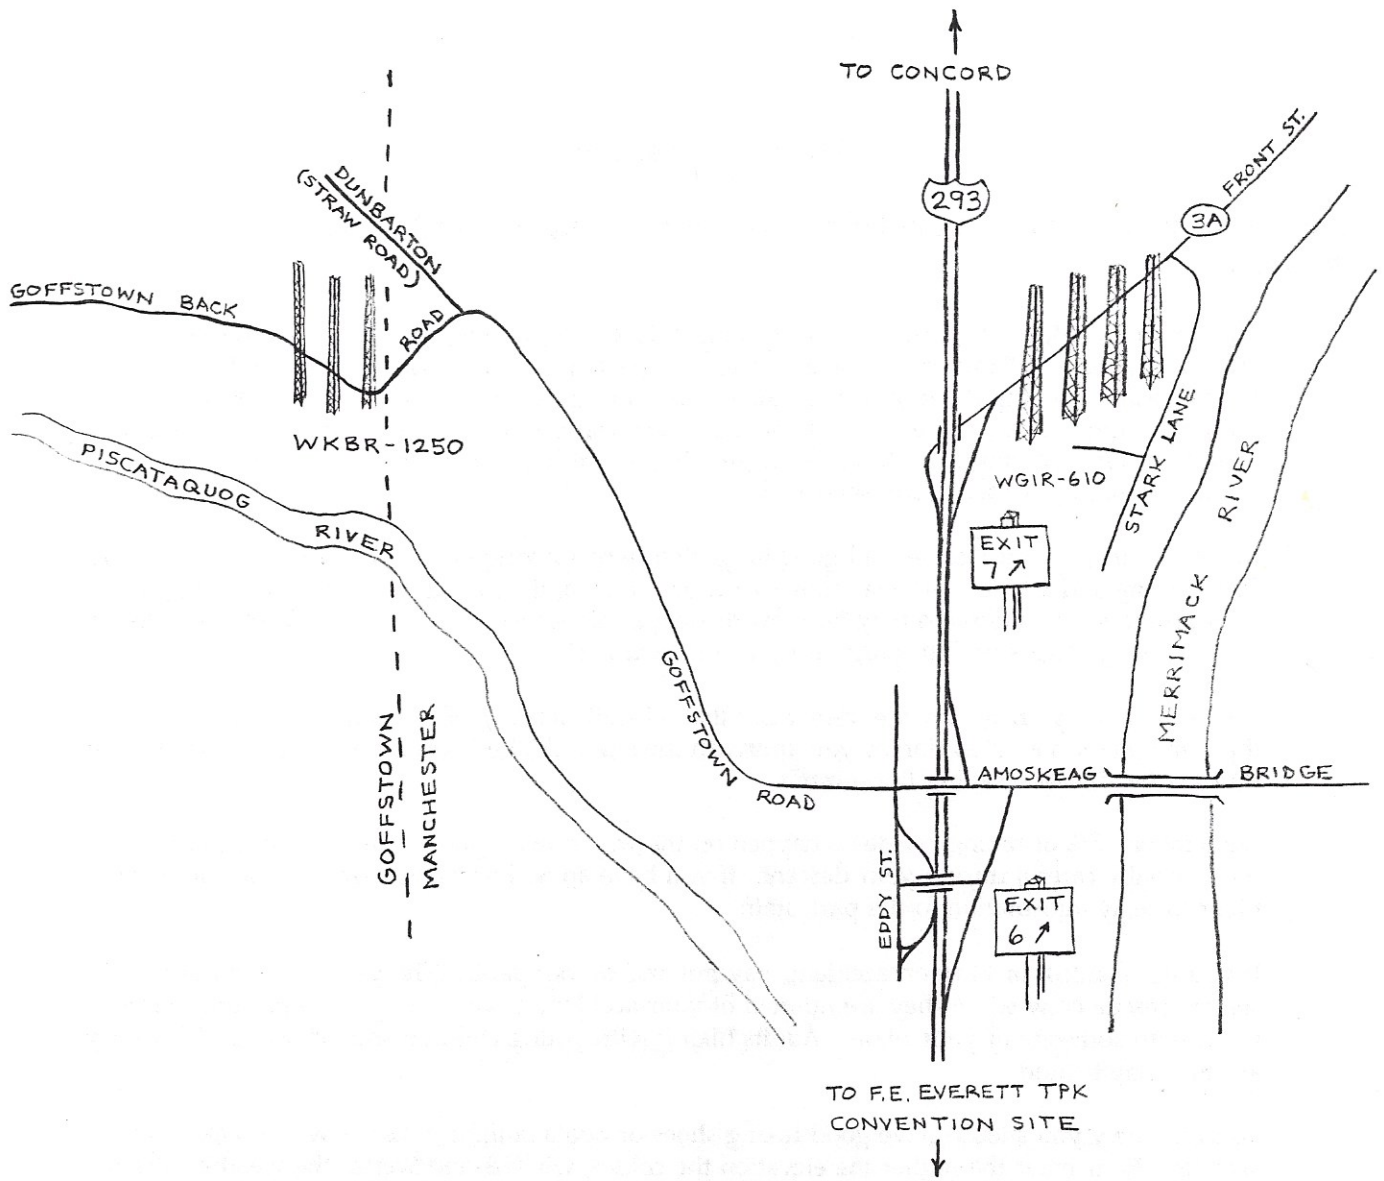 TO CONCORD
293
FRONT ST.
3A
DUNBARTON
(STRAW ROAD)
GOFFSTOWN BACK
ROAD
WKBR-1250
PISCATAQUOG
RIVER
WGIR-610
STARK LANE
RIVER
MERRIMACK
EXIT
7 ↗
GOFFSTOWN
MANCHESTER
GOFFSTOWN
ROAD
AMOSKEAG
BRIDGE
EDDY ST.
EXIT
6 ↗
TO F.E. EVERETT TPK
CONVENTION SITE